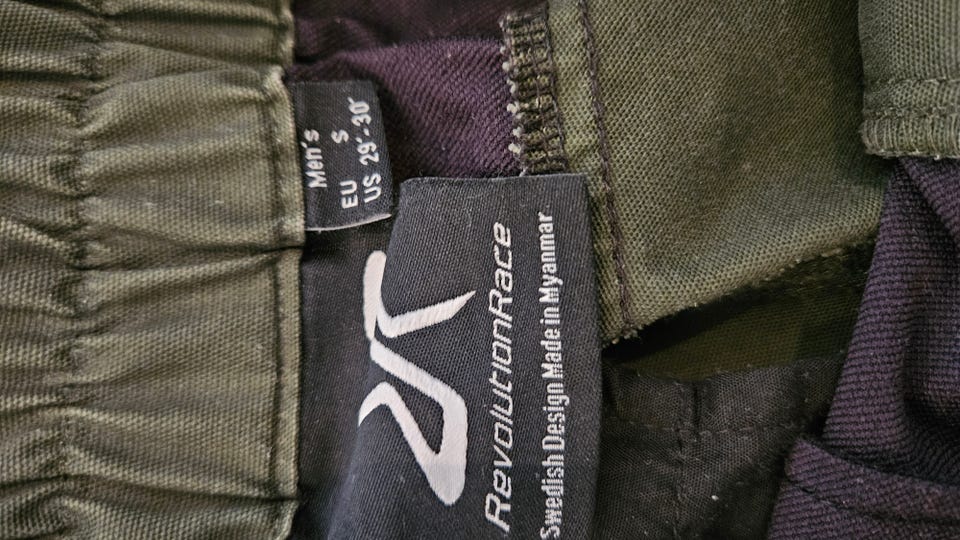 Men's
EU S
US 29"-30"
RevolutionRace
Swedish Design Made in Myanmar